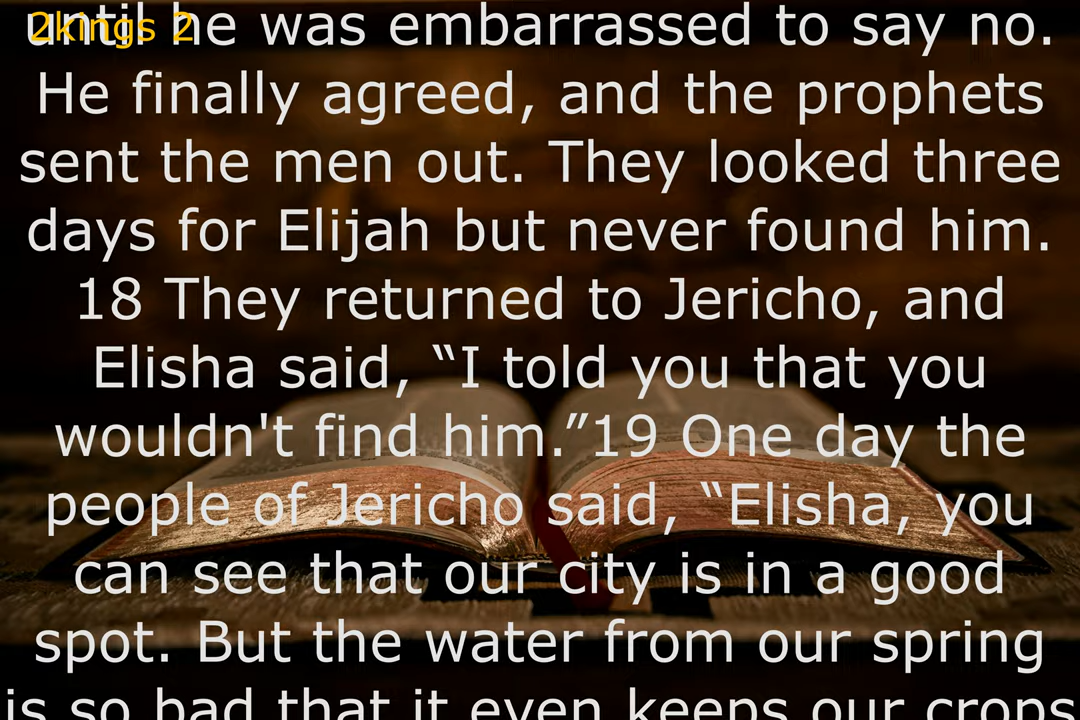 2kings 2
until he was embarrassed to say no.
He finally agreed, and the prophets
sent the men out. They looked three
days for Elijah but never found him.
18 They returned to Jericho, and
Elisha said, “I told you that you
wouldn't find him.”19 One day the
people of Jericho said, “Elisha, you
can see that our city is in a good
spot. But the water from our spring
is so bad that it even keeps our crops